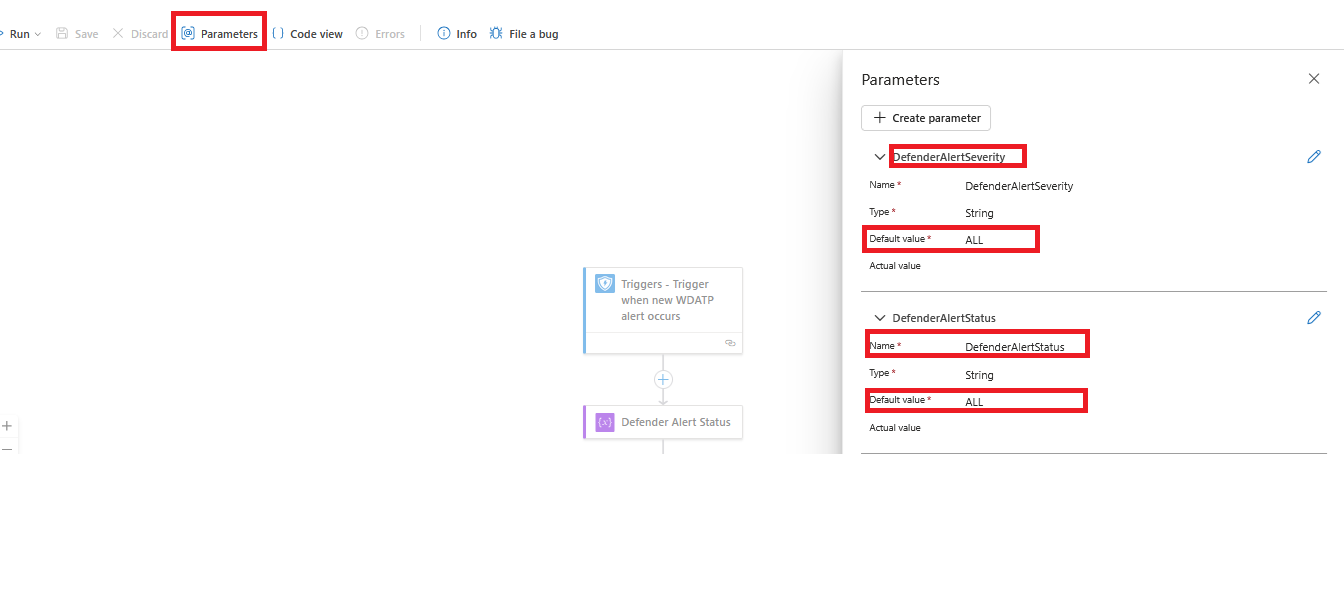 Run
Save
Discard
Parameters
Code view
Errors
Info
File a bug
Parameters
Create parameter
DefenderAlertSeverity
Name * DefenderAlertSeverity
Type * String
Default value * ALL
Actual value
DefenderAlertStatus
Name * DefenderAlertStatus
Type * String
Default value * ALL
Actual value
Triggers - Trigger
when new WDATP
alert occurs
Defender Alert Status